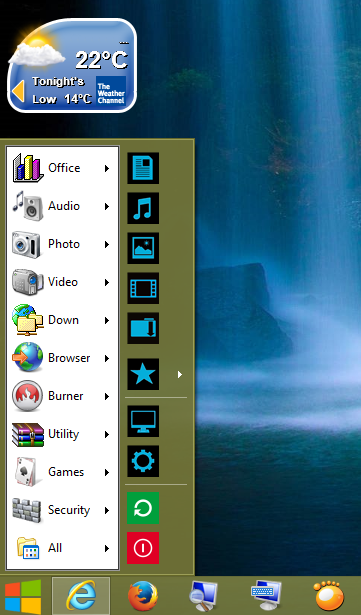 ...
22°C
Tonight's
Low 14°C
The
Weather
Channel
Office
Audio
Photo
Video
Down
Browser
Burner
Utility
Games
Security
All